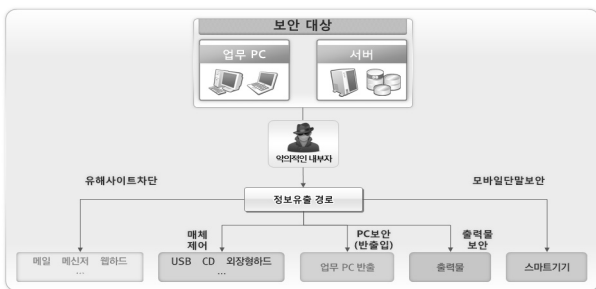 보안 대상
업무 PC 서버
악의적인 내부자
유해사이트차단 모바일단말보안
정보유출 경로
매체 PC보안 출력물
제어 (반출입) 보안
메일 메신저 웹하드 USB CD 외장형하드 업무 PC 반출 출력물 스마트기기
... ...